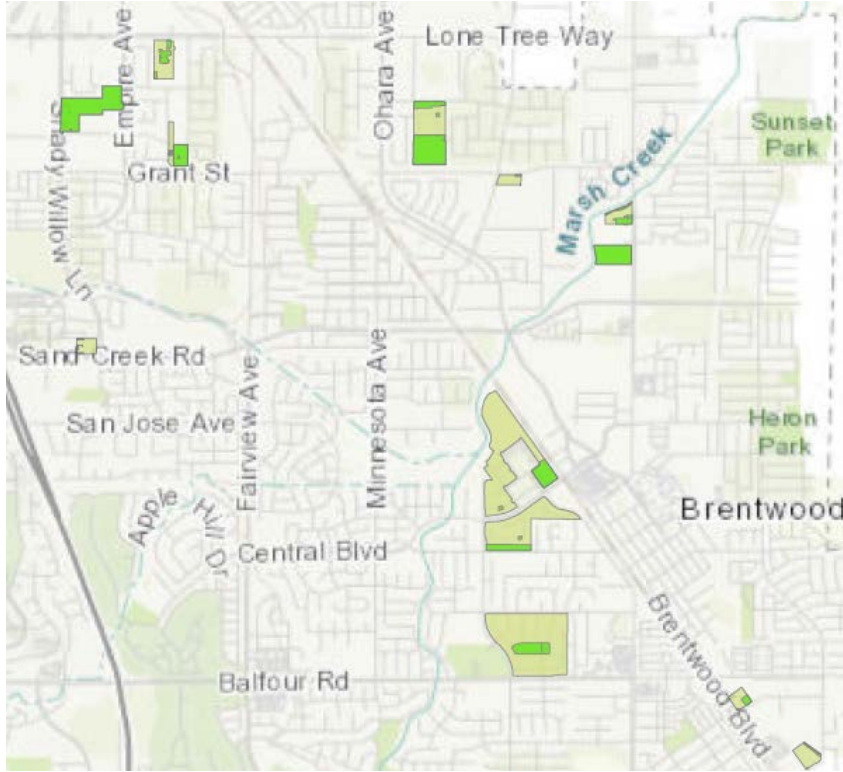 Lone Tree Way
Empire Ave
Ohara Ave
Shady Willow
Ln
Grant St
Sunset
Park
Marsh Creek
Sand Creek Rd
San Jose Ave
Fairview Ave
Minnesota Ave
Heron
Park
Apple
Hill Dr
Central Blvd
Brentwood
Balfour Rd
Brentwood Blvd